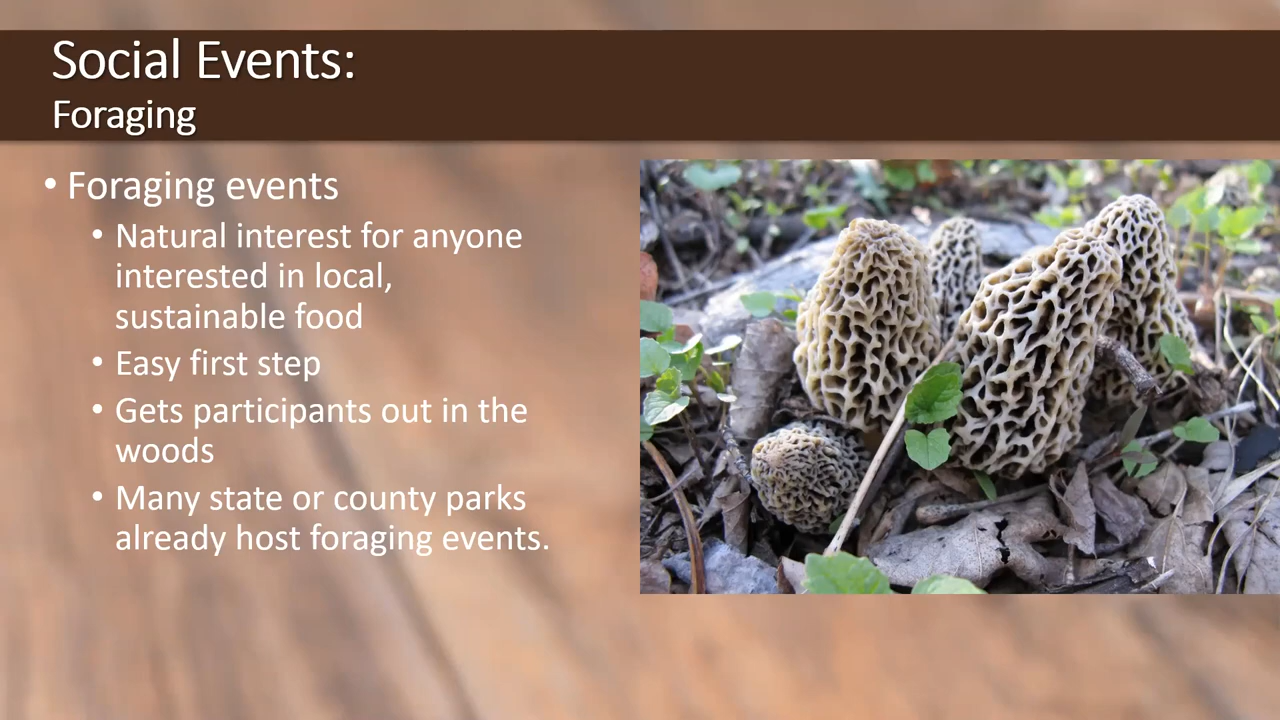 Social Events:
Foraging
• Foraging events
• Natural interest for anyone
interested in local,
sustainable food
• Easy first step
• Gets participants out in the
woods
• Many state or county parks
already host foraging events.